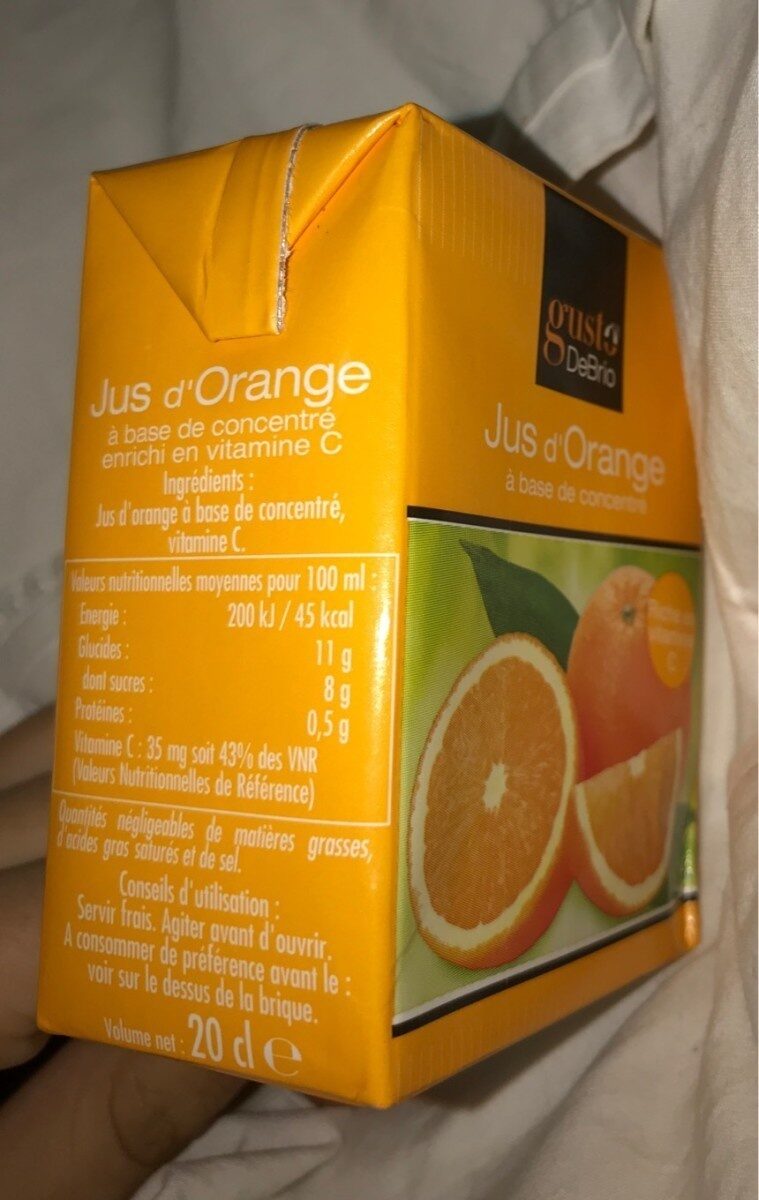 Jus d'Orange
à base de concentré
enrichi en vitamine C
Ingrédients :
Jus d'orange à base de concentré,
vitamine C.
Valeurs nutritionnelles moyennes pour 100 ml :
Energie : 200 kJ / 45 kcal
Glucides : 11 g
dont sucres : 8 g
Protéines : 0,5 g
Vitamine C : 35 mg soit 43% des VNR
(Valeurs Nutritionnelles de Référence)
Quantités négligeables de matières grasses,
d'acides gras saturés et de sel.
Conseils d'utilisation :
Servir frais. Agiter avant d'ouvrir.
A consommer de préférence avant le :
voir sur le dessus de la brique.
Volume net : 20 cl e
gusto
DeBrio
Jus d'Orange
à base de concentré
C